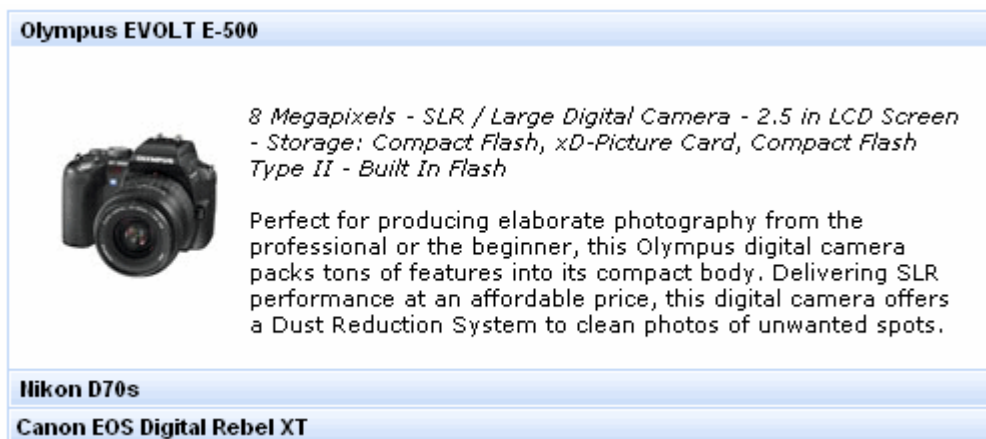 Olympus EVOLT E-500
8 Megapixels - SLR / Large Digital Camera - 2.5 in LCD Screen
- Storage: Compact Flash, xD-Picture Card, Compact Flash
Type II - Built In Flash
OLYMPUS
Perfect for producing elaborate photography from the
professional or the beginner, this Olympus digital camera
packs tons of features into its compact body. Delivering SLR
performance at an affordable price, this digital camera offers
a Dust Reduction System to clean photos of unwanted spots.
Nikon D70s
Canon EOS Digital Rebel XT